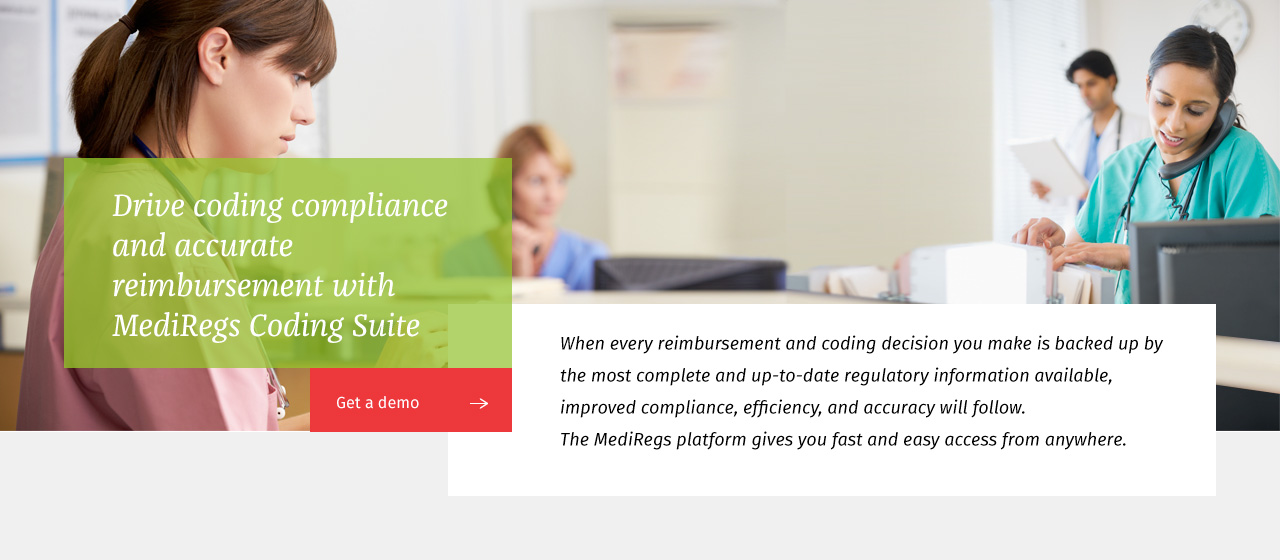 Drive coding compliance
and accurate
reimbursement with
MediRegs Coding Suite
Get a demo
When every reimbursement and coding decision you make is backed up by
the most complete and up-to-date regulatory information available,
improved compliance, efficiency, and accuracy will follow.
The MediRegs platform gives you fast and easy access from anywhere.